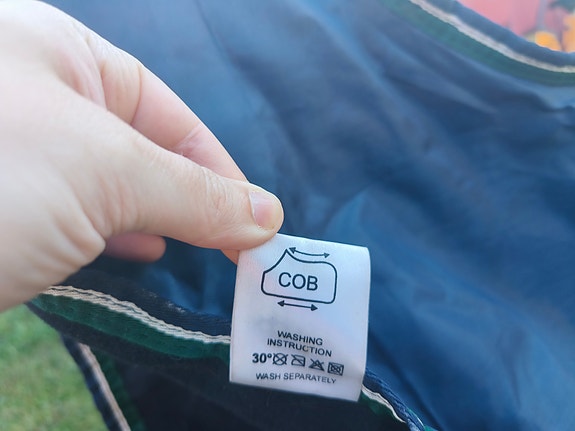 COB
WASHING
INSTRUCTION
30°
WASH SEPARATELY